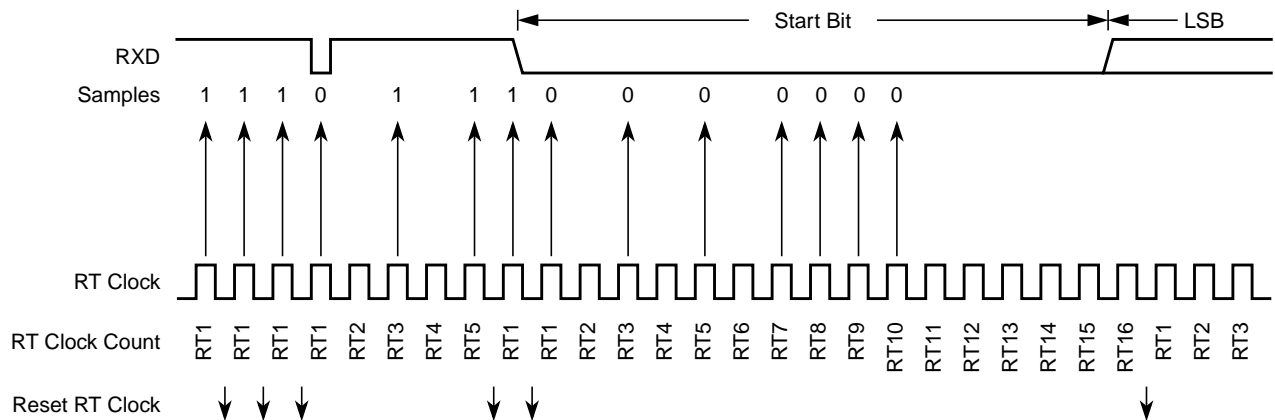 Start Bit LSB
RXD
Samples 1 1 1 0 1 1 1 0 0 0 0 0 0 0
RT Clock
RT Clock Count RT1 RT1 RT1 RT1 RT2 RT3 RT4 RT5 RT1 RT1 RT2 RT3 RT4 RT5 RT6 RT7 RT8 RT9 RT10 RT11 RT12 RT13 RT14 RT15 RT16 RT1 RT2 RT3
Reset RT Clock